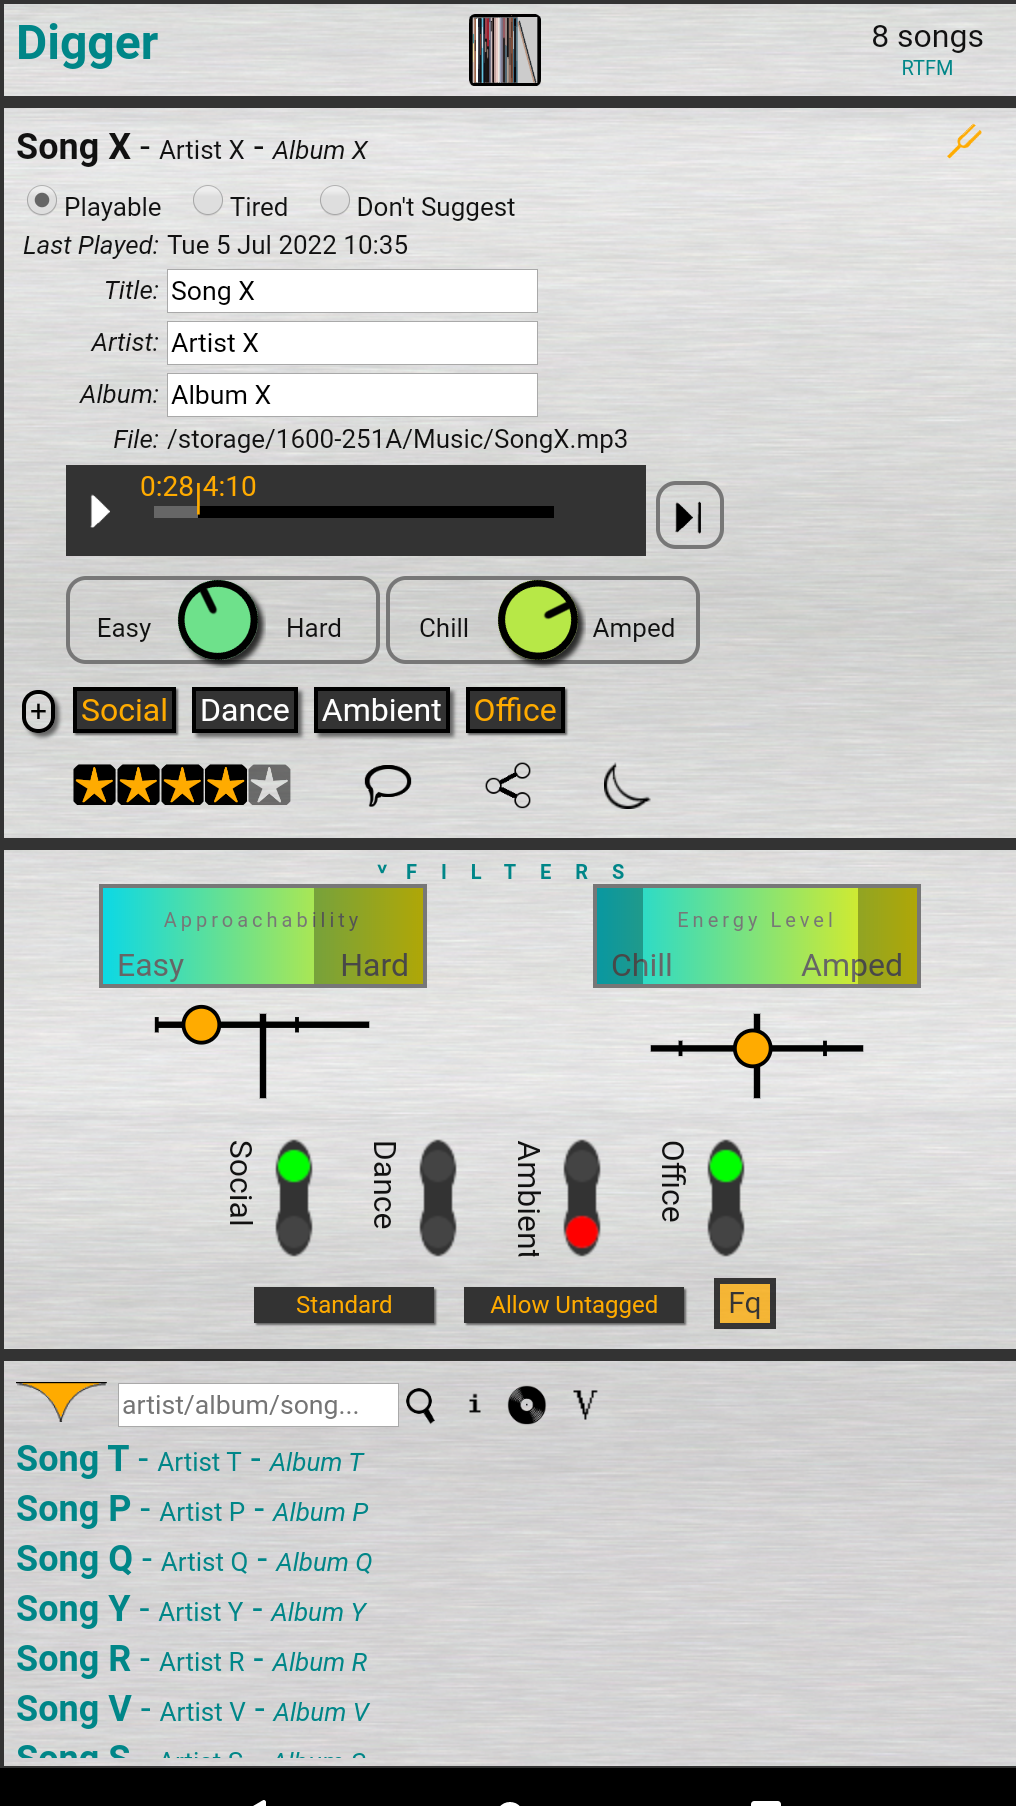 Digger
8 songs
RTFM
Song X - Artist X - Album X
Playable Tired Don't Suggest
Last Played: Tue 5 Jul 2022 10:35
Title: Song X
Artist: Artist X
Album: Album X
File: /storage/1600-251A/Music/SongX.mp3
0:28 4:10
Easy Hard Chill Amped
+ Social Dance Ambient Office
v FILTERS
Approachability Energy Level
Easy Hard Chill Amped
Social Dance Ambient Office
Standard Allow Untagged Fq
artist/album/song... i V
Song T - Artist T - Album T
Song P - Artist P - Album P
Song Q - Artist Q - Album Q
Song Y - Artist Y - Album Y
Song R - Artist R - Album R
Song V - Artist V - Album V
Song S - Artist S - Album S